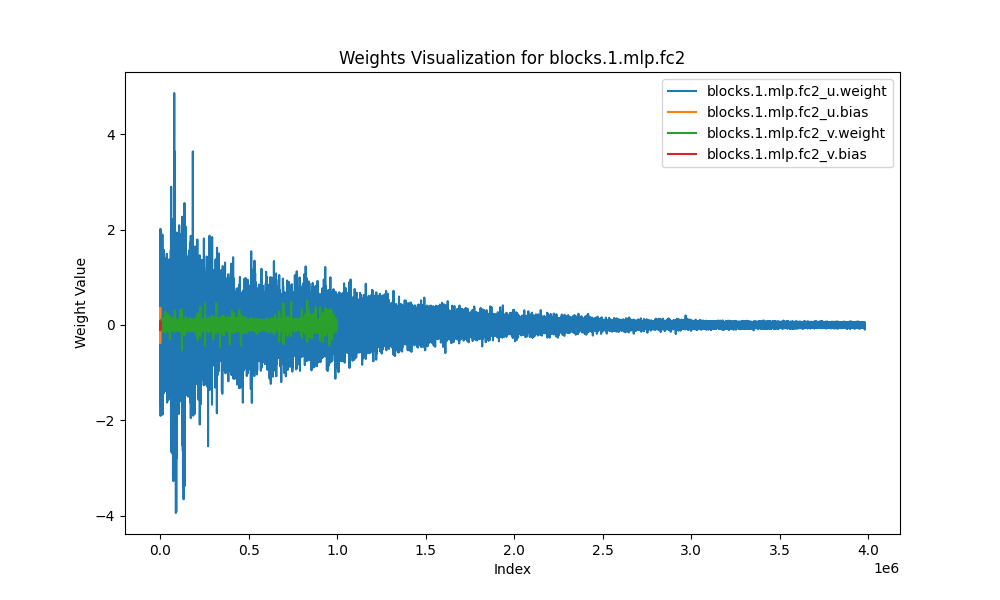 Weights Visualization for blocks.1.mlp.fc2
blocks.1.mlp.fc2_u.weight
blocks.1.mlp.fc2_u.bias
blocks.1.mlp.fc2_v.weight
blocks.1.mlp.fc2_v.bias
Weight Value
4
2
0
−2
−4
0.0 0.5 1.0 1.5 2.0 2.5 3.0 3.5 4.0
1e6
Index